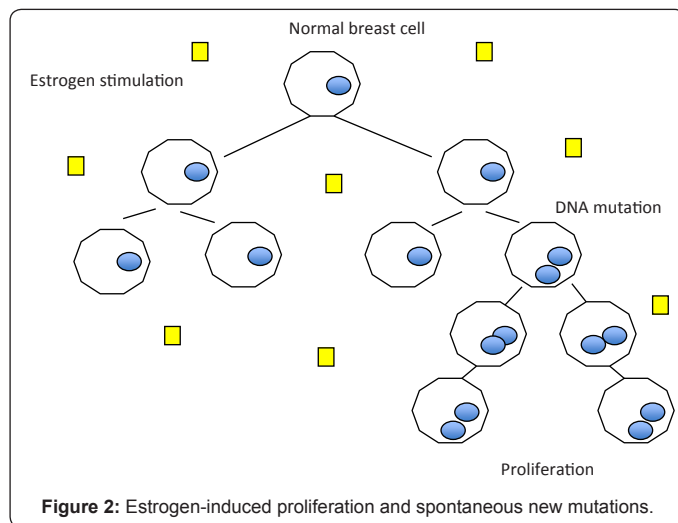 Normal breast cell
Estrogen stimulation
DNA mutation
Proliferation
Figure 2: Estrogen-induced proliferation and spontaneous new mutations.